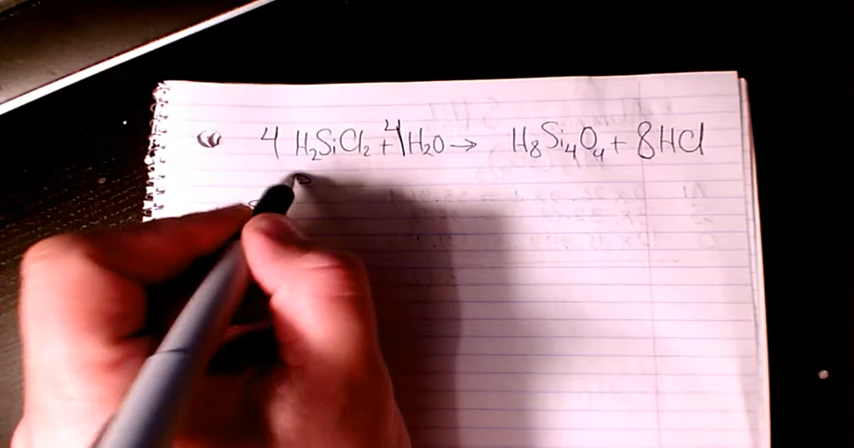 4 H₂SiCl₂ + 4H₂O → H₈Si₄O₄ + 8HCl